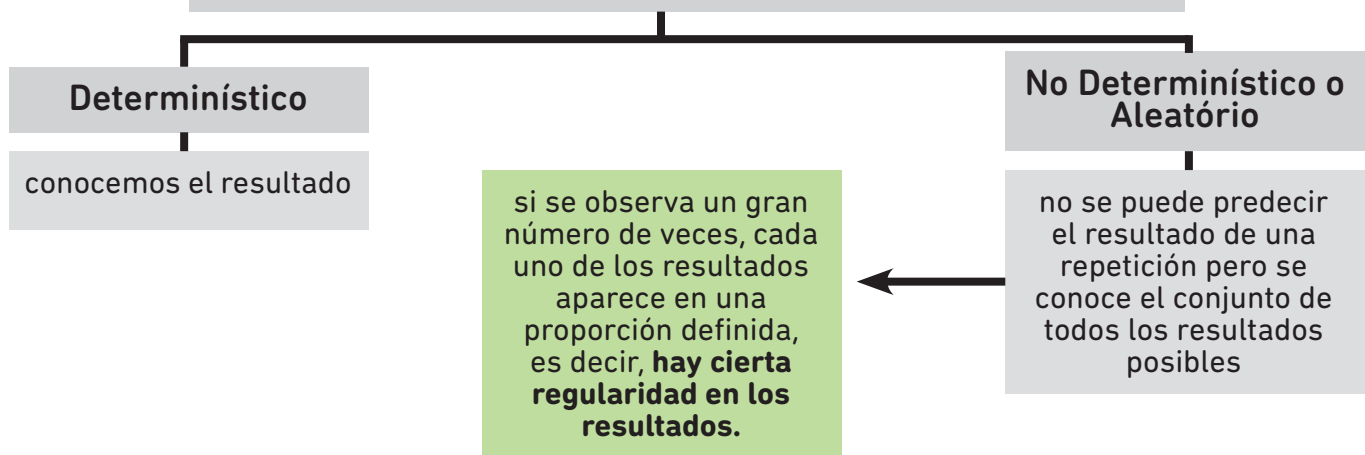 Determinístico
conocemos el resultado
No Determinístico o
Aleatório
no se puede predecir
el resultado de una
repetición pero se
conoce el conjunto de
todos los resultados
posibles
si se observa un gran
número de veces, cada
uno de los resultados
aparece en una
proporción definida,
es decir, hay cierta
regularidad en los
resultados.